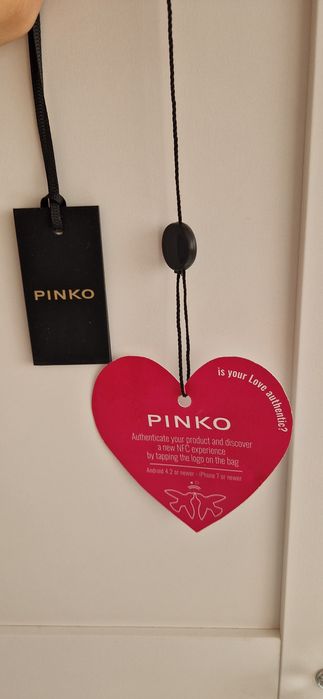 PINKO
is your Love authentic?
PINKO
Authenticate your product and discover
a new NFC experience
by tapping the logo on the bag
Android 4.2 or newer - iPhone 7 or newer